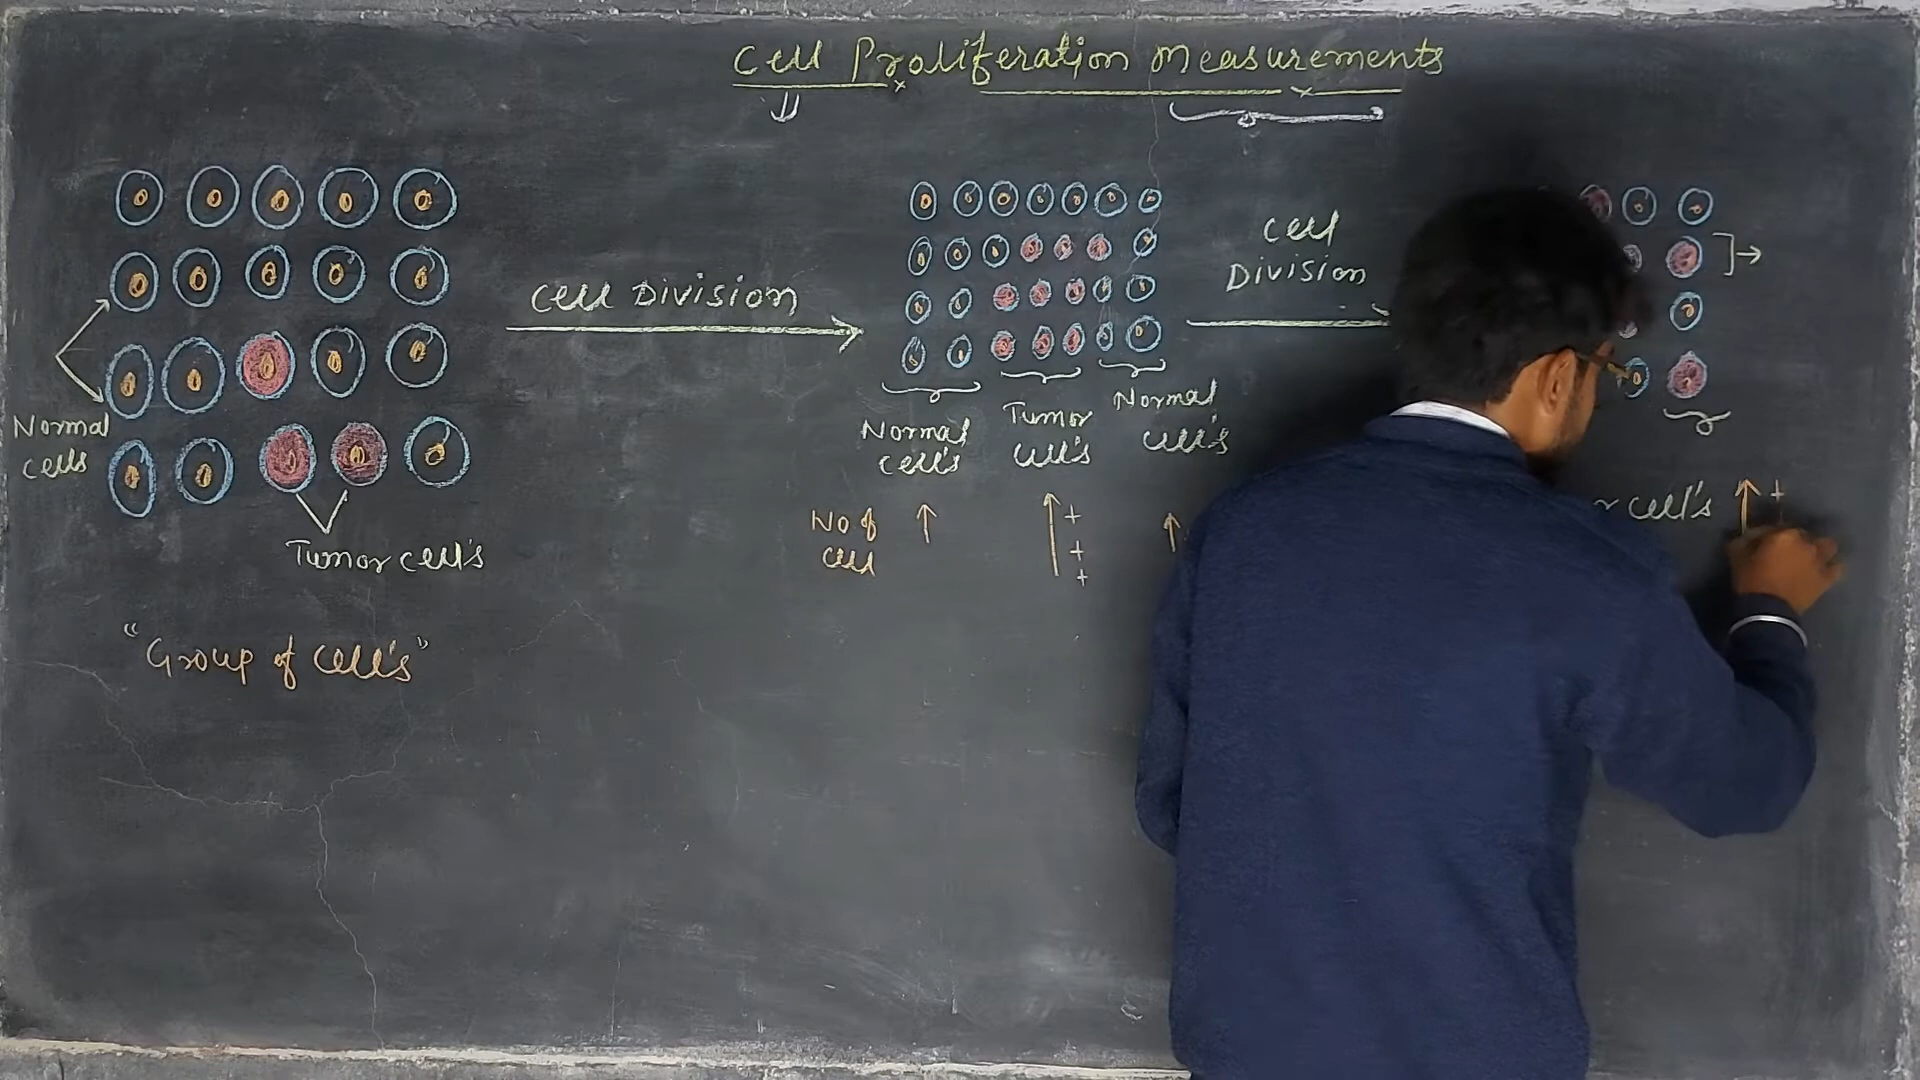 Cell Proliferation Measurements
Normal
cells
Tumor cell's
"Group of cell's"
Cell Division
Normal
cell's
Tumor
cell's
Normal
cell's
No of
cell
↑
↑ + + +
↑
Cell
Division
cell's ↑ +